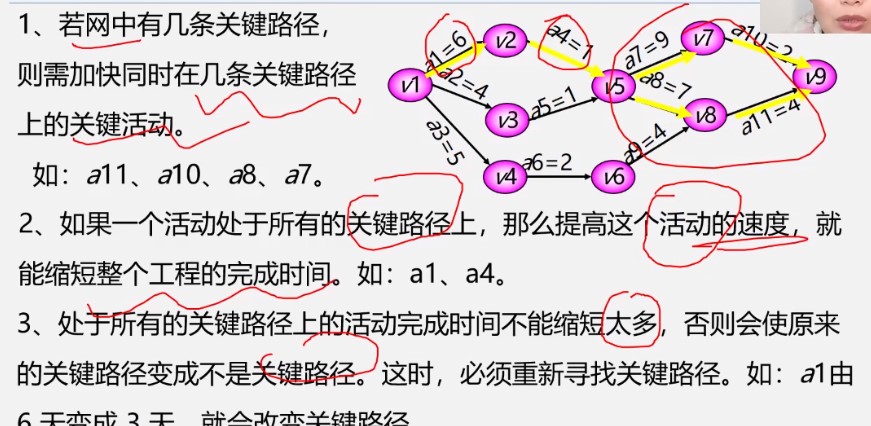 1、若网中有几条关键路径，
则需加快同时在几条关键路径
上的关键活动。
如：a11、a10、a8、a7。
v1
v2
v3
v4
v5
v6
v7
v8
v9
a1=6
a2=4
a3=5
a4=1
a5=1
a6=2
a7=9
a8=7
a9=4
a10=2
a11=4
2、如果一个活动处于所有的关键路径上，那么提高这个活动的速度，就
能缩短整个工程的完成时间。如：a1、a4。
3、处于所有的关键路径上的活动完成时间不能缩短太多，否则会使原来
的关键路径变成不是关键路径。这时，必须重新寻找关键路径。如：a1由
6 天变成 3 天，就会改变关键路径